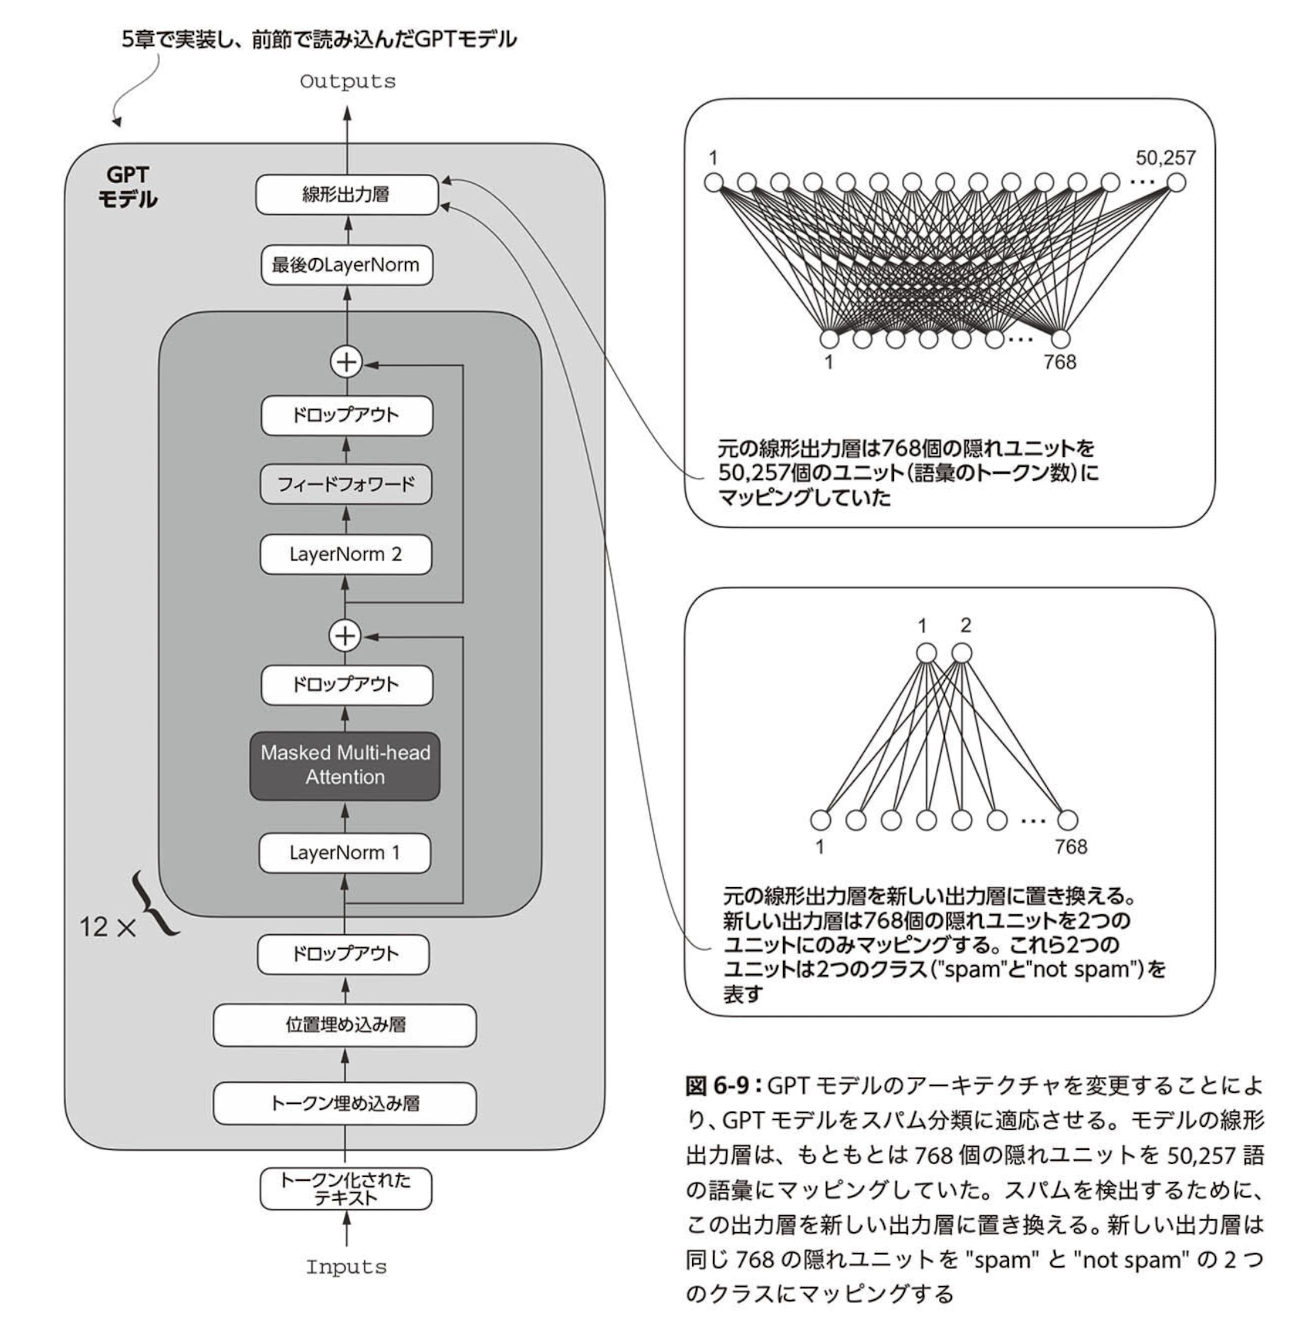 5章で実装し、前節で読み込んだGPTモデル
Outputs
GPT
モデル
線形出力層
最後のLayerNorm
ドロップアウト
フィードフォワード
LayerNorm 2
ドロップアウト
Masked Multi-head
Attention
LayerNorm 1
12 ×
ドロップアウト
位置埋め込み層
トークン埋め込み層
トークン化された
テキスト
Inputs
1
50,257
1
768
元の線形出力層は768個の隠れユニットを
50,257個のユニット(語彙のトークン数)に
マッピングしていた
1 2
1
768
元の線形出力層を新しい出力層に置き換える。
新しい出力層は768個の隠れユニットを2つの
ユニットにのみマッピングする。これら2つの
ユニットは2つのクラス("spam"と"not spam")を
表す
図 6-9：GPT モデルのアーキテクチャを変更することによ
り、GPT モデルをスパム分類に適応させる。モデルの線形
出力層は、もともとは 768 個の隠れユニットを 50,257 語
の語彙にマッピングしていた。スパムを検出するために、
この出力層を新しい出力層に置き換える。新しい出力層は
同じ 768 の隠れユニットを "spam" と "not spam" の 2 つ
のクラスにマッピングする